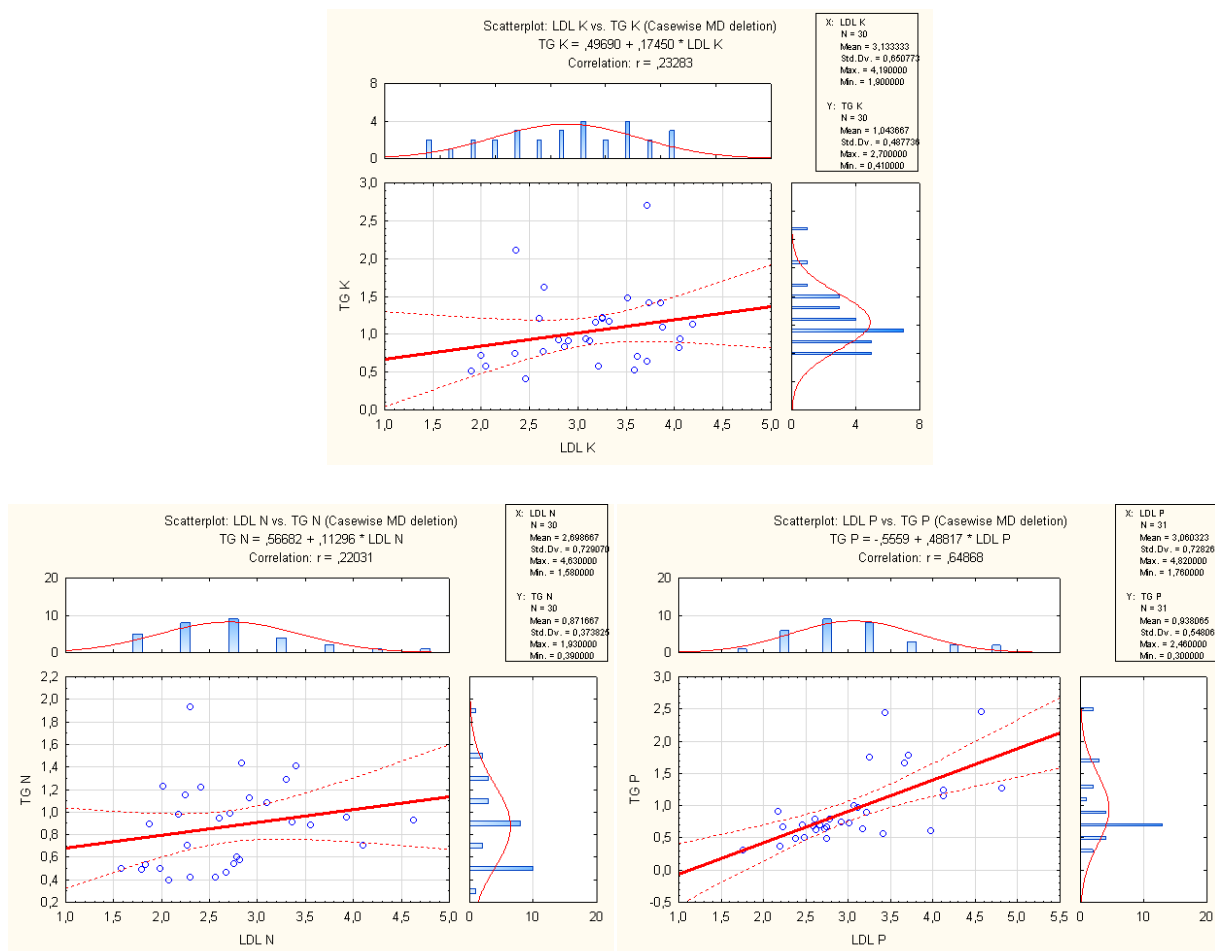 Scatterplot: LDL K vs. TG K (Casewise MD deletion)
TG K = ,49690 + ,17450 * LDL K
Correlation: r = ,23283
X: LDL K
N = 30
Mean = 3,133333
Std.Dv. = 0,650773
Max. = 4,190000
Min. = 1,900000
Y: TG K
N = 30
Mean = 1,043667
Std.Dv. = 0,487736
Max. = 2,700000
Min. = 0,410000
8
4
0
3,0
2,5
2,0
1,5
1,0
0,5
0,0
TG K
1,0 1,5 2,0 2,5 3,0 3,5 4,0 4,5 5,0
0 4 8
LDL K
Scatterplot: LDL N vs. TG N (Casewise MD deletion)
TG N = ,56682 + ,11296 * LDL N
Correlation: r = ,22031
X: LDL N
N = 30
Mean = 2,698667
Std.Dv. = 0,729070
Max. = 4,630000
Min. = 1,580000
Y: TG N
N = 30
Mean = 0,871667
Std.Dv. = 0,373825
Max. = 1,930000
Min. = 0,390000
20
10
0
2,2
2,0
1,8
1,6
1,4
1,2
1,0
0,8
0,6
0,4
0,2
TG N
1,0 1,5 2,0 2,5 3,0 3,5 4,0 4,5 5,0
0 10 20
LDL N
Scatterplot: LDL P vs. TG P (Casewise MD deletion)
TG P = -,5559 + ,48817 * LDL P
Correlation: r = ,64868
X: LDL P
N = 31
Mean = 3,060323
Std.Dv. = 0,72826
Max. = 4,820000
Min. = 1,760000
Y: TG P
N = 31
Mean = 0,938065
Std.Dv. = 0,54806
Max. = 2,460000
Min. = 0,300000
20
10
0
3,0
2,5
2,0
1,5
1,0
0,5
0,0
-0,5
TG P
1,0 1,5 2,0 2,5 3,0 3,5 4,0 4,5 5,0 5,5
0 10 20
LDL P